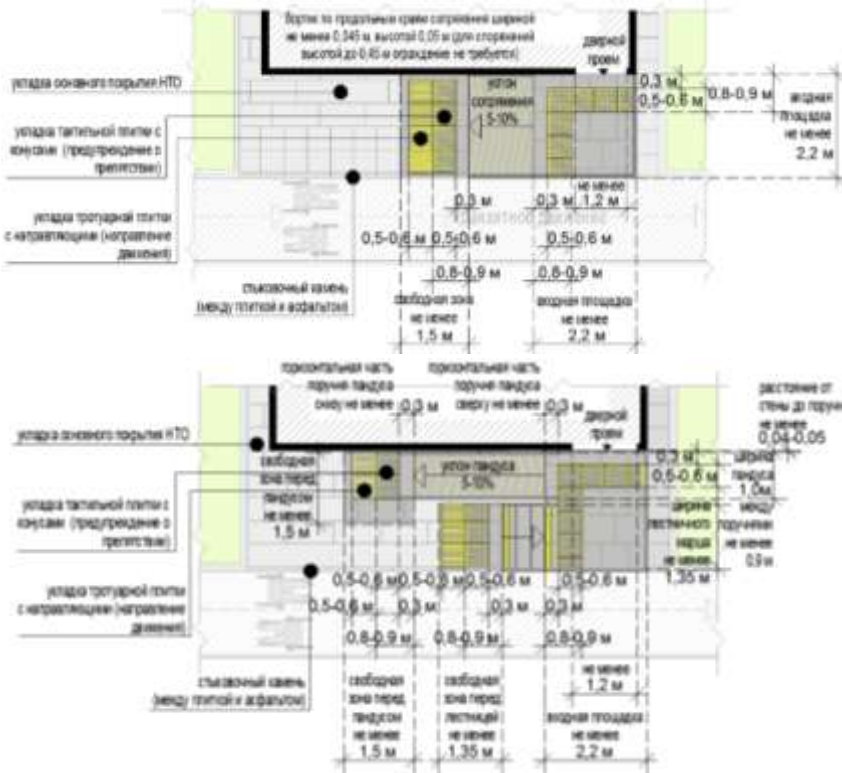 бортик по продольным краям сопряжения шириной
не менее 0,045 м, высотой 0,05 м (для сопряжений
высотой до 0,45 м ограждение не требуется)
дверной
проем
укладка основного покрытия НТО
уклон
сопряжения
5-10%
0,3 м
0,5-0,6 м
0,8-0,9 м
входная
площадка
не менее
2,2 м
укладка тактильной плитки с
конусами (предупреждение о
препятствии)
укладка тротуарной плитки
с направляющими (направление
движения)
0,3 м
0,3 м
не менее
1,2 м
0,5-0,6 м
0,5-0,6 м
0,5-0,6 м
0,8-0,9 м
0,8-0,9 м
стыковочный камень
(между плиткой и асфальтом)
свободная зона
не менее
1,5 м
входная площадка
не менее
2,2 м
горизонтальная часть
поручня пандуса
снизу не менее
0,3 м
горизонтальная часть
поручня пандуса
сверху не менее
0,3 м
дверной
проем
расстояние от
стены до поручня
не менее
0,04-0,05
укладка основного покрытия НТО
свободная
зона перед
пандусом
не менее
1,5 м
уклон пандуса
5-10%
0,3 м
0,5-0,6 м
ширина
пандуса
1,0м
между
поручнями
не менее
0,9 м
ширина
лестничного
марша
не менее
1,35 м
укладка тактильной плитки с
конусами (предупреждение о
препятствии)
укладка тротуарной плитки
с направляющими (направление
движения)
0,5-0,6 м
0,5-0,6 м
0,5-0,6 м
0,5-0,6 м
0,5-0,6 м
0,3 м
0,3 м
0,3 м
0,8-0,9 м
0,8-0,9 м
0,8-0,9 м
стыковочный камень
(между плиткой и асфальтом)
свободная
зона перед
пандусом
не менее
1,5 м
свободная
зона перед
лестницей
не менее
1,35 м
не менее
1,2 м
входная площадка
не менее
2,2 м